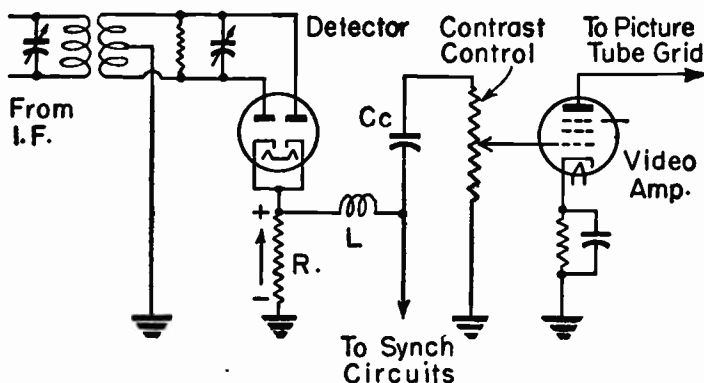 Detector
Contrast
Control
To Picture
Tube Grid
From
I.F.
Cc
Video
Amp.
+
L
R.
−
To Synch
Circuits